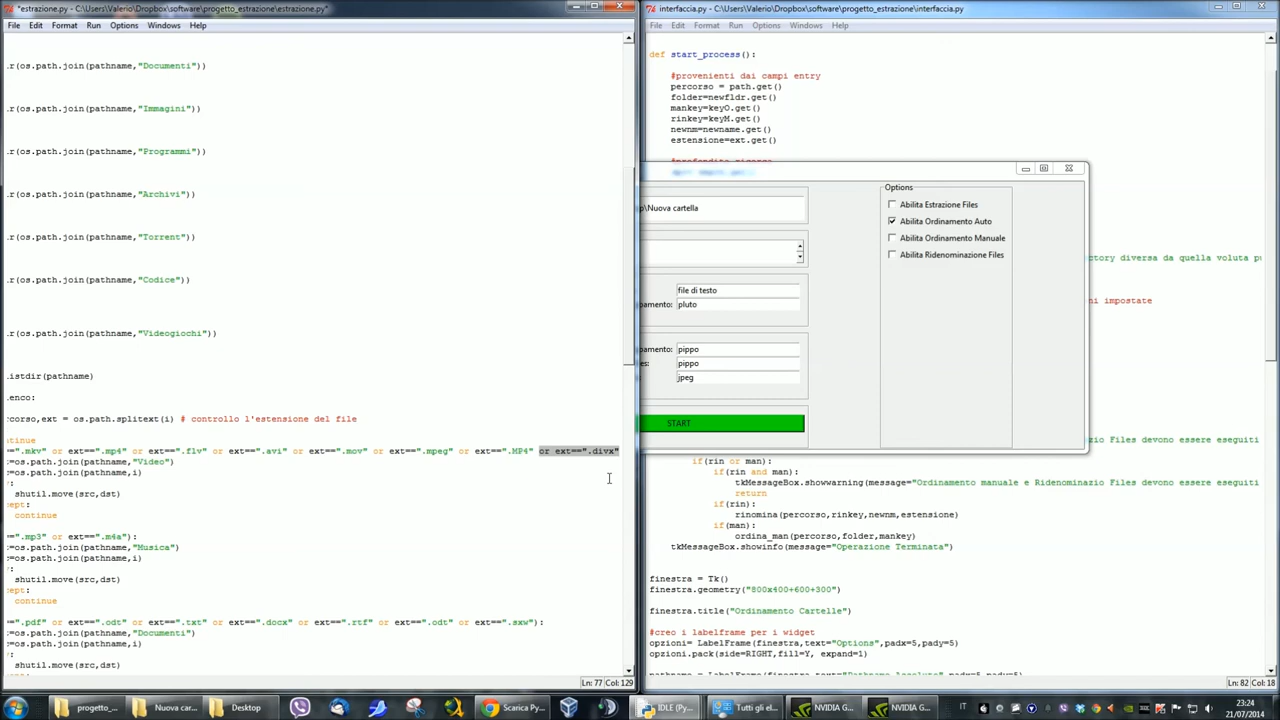 *estrazione.py - C:\Users\Valerio\Dropbox\software\progetto_estrazione\estrazione.py*
File Edit Format Run Options Windows Help
r(os.path.join(pathname,"Documenti"))
r(os.path.join(pathname,"Immagini"))
r(os.path.join(pathname,"Programmi"))
r(os.path.join(pathname,"Archivi"))
r(os.path.join(pathname,"Torrent"))
r(os.path.join(pathname,"Codice"))
r(os.path.join(pathname,"Videogiochi"))
listdir(pathname)
enco:
corso,ext = os.path.splitext(i) # controllo l'estensione del file
ontinue
=".mkv" or ext==".mp4" or ext==".flv" or ext==".avi" or ext==".mov" or ext==".mpeg" or ext==".MP4" or ext==".divx"
=os.path.join(pathname,"Video")
=os.path.join(pathname,i)
:
shutil.move(src,dst)
cept:
continue
=".mp3" or ext==".m4a"):
=os.path.join(pathname,"Musica")
=os.path.join(pathname,i)
:
shutil.move(src,dst)
cept:
continue
=".pdf" or ext==".odt" or ext==".txt" or ext==".docx" or ext==".rtf" or ext==".odt" or ext==".sxw"):
=os.path.join(pathname,"Documenti")
=os.path.join(pathname,i)
:
shutil.move(src,dst)
Ln: 77 Col: 129
interfaccia.py - C:\Users\Valerio\Dropbox\software\progetto_estrazione\interfaccia.py
File Edit Format Run Options Windows Help
def start_process():
#provenienti dai campi entry
percorso = path.get()
folder=newfldr.get()
mankey=keyO.get()
rinkey=keyM.get()
newnm=newname.get()
estensione=ext.get()
#profondita ricerca
p\Nuova cartella
file di testo
pamento: pluto
pamento: pippo
es: pippo
jpeg
START
Options
Abilita Estrazione Files
Abilita Ordinamento Auto
Abilita Ordinamento Manuale
Abilita Ridenominazione Files
ctory diversa da quella voluta pu
ni impostate
if(rin or man):
if(rin and man):
tkMessageBox.showwarning(message="Ordinamento manuale e Ridenominazio Files devono essere eseguiti
return
if(rin):
rinomina(percorso,rinkey,newnm,estensione)
if(man):
ordina_man(percorso,folder,mankey)
tkMessageBox.showinfo(message="Operazione Terminata")
finestra = Tk()
finestra.geometry("800x400+600+300")
finestra.title("Ordinamento Cartelle")
#creo i labelframe per i widget
opzioni= LabelFrame(finestra,text="Options",padx=5,pady=5)
opzioni.pack(side=RIGHT,fill=Y, expand=1)
Ln: 82 Col: 18
progetto_... Nuova car... Desktop Scarica Py... IDLE (Py... Tutti gli el... NVIDIA G... NVIDIA G... IT 23:24
21/07/2014